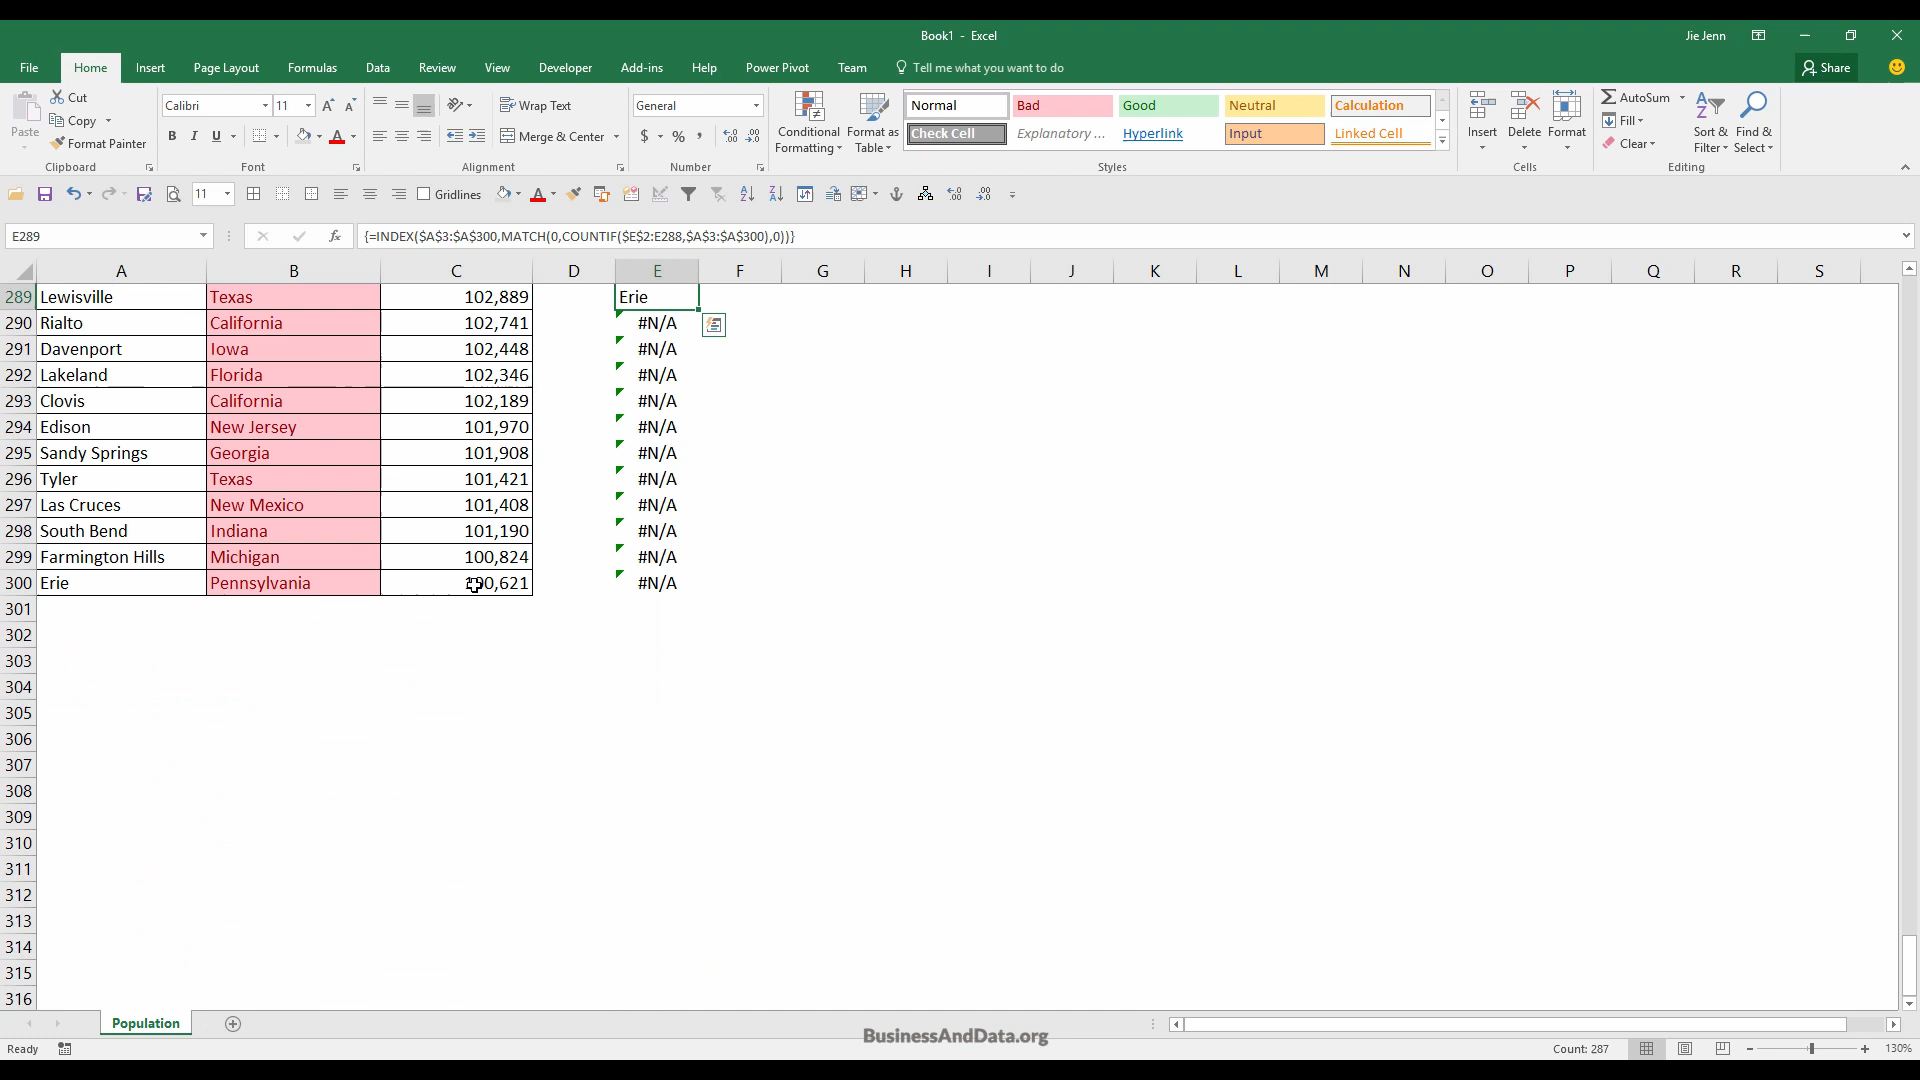 Book1 - Excel
Jie Jenn
File Home Insert Page Layout Formulas Data Review View Developer Add-ins Help Power Pivot Team Tell me what you want to do Share
Paste
Cut
Copy
Format Painter
Clipboard
Calibri 11
B I U
Font
Wrap Text
Merge & Center
Alignment
General
$ % ,
Number
Conditional Formatting
Format as Table
Normal Bad Good Neutral Calculation
Check Cell Explanatory ... Hyperlink Input Linked Cell
Styles
Insert Delete Format
Cells
AutoSum
Fill
Clear
Sort & Filter
Find & Select
Editing
11 Gridlines
E289 fx {=INDEX($A$3:$A$300,MATCH(0,COUNTIF($E$2:E288,$A$3:$A$300),0))}
A B C D E F G H I J K L M N O P Q R S
289 Lewisville Texas 102,889 Erie
290 Rialto California 102,741 #N/A
291 Davenport Iowa 102,448 #N/A
292 Lakeland Florida 102,346 #N/A
293 Clovis California 102,189 #N/A
294 Edison New Jersey 101,970 #N/A
295 Sandy Springs Georgia 101,908 #N/A
296 Tyler Texas 101,421 #N/A
297 Las Cruces New Mexico 101,408 #N/A
298 South Bend Indiana 101,190 #N/A
299 Farmington Hills Michigan 100,824 #N/A
300 Erie Pennsylvania 100,621 #N/A
301
302
303
304
305
306
307
308
309
310
311
312
313
314
315
316
Population
BusinessAndData.org
Ready Count: 287 130%